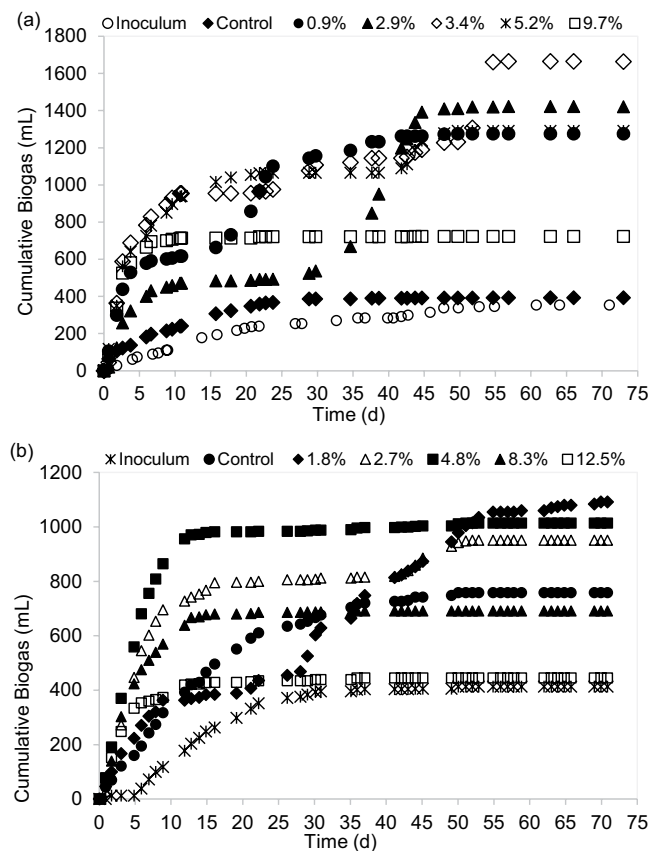 (a)
Inoculum Control 0.9% 2.9% 3.4% 5.2% 9.7%
1800
1600
1400
1200
1000
800
600
400
200
0
Cumulative Biogas (mL)
0 5 10 15 20 25 30 35 40 45 50 55 60 65 70 75
Time (d)
(b)
Inoculum Control 1.8% 2.7% 4.8% 8.3% 12.5%
1200
1000
800
600
400
200
0
Cumulative Biogas (mL)
0 5 10 15 20 25 30 35 40 45 50 55 60 65 70 75
Time (d)